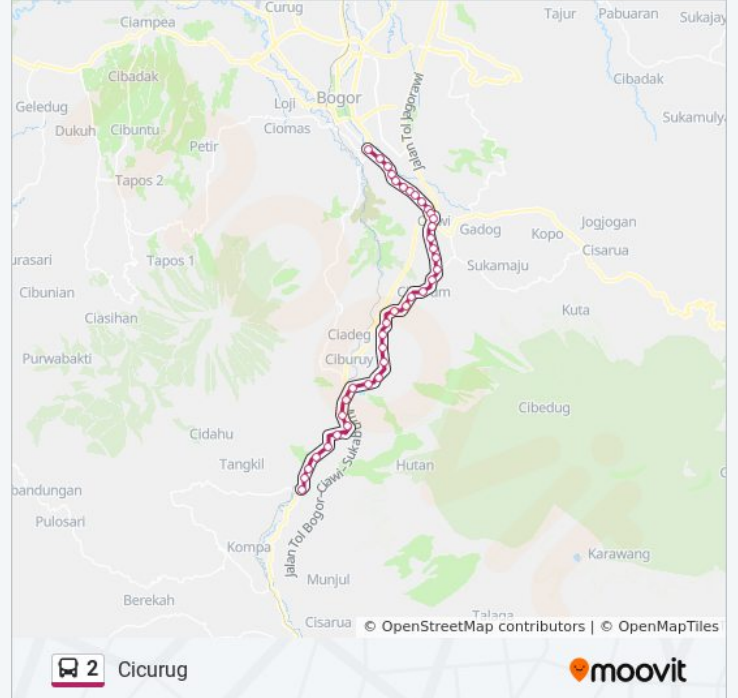 Ciampea
Curug
Tajur
Pabuaran
Sukajay
Cibadak
Cibadak
Geledug
Loji
Bogor
Jalan Tol Jagorawi
Sukamulya
Dukuh
Cibuntu
Ciomas
Petir
Tapos 2
Gadog
Kopo
Jogjogan
Cisarua
urasari
Tapos 1
Sukamaju
Cibunian
Ciasihan
Kuta
Ciadeg
Purwabakti
Ciburuy
Cibedug
Cidahu
Tangkil
Hutan
Jalan Tol Bogor-Ciawi-Sukabumi
bandungan
Pulosari
Kompa
Karawang
Munjul
Berekah
Cisarua
Talaga
© OpenStreetMap contributors | © OpenMapTiles
2 Cicurug
moovit